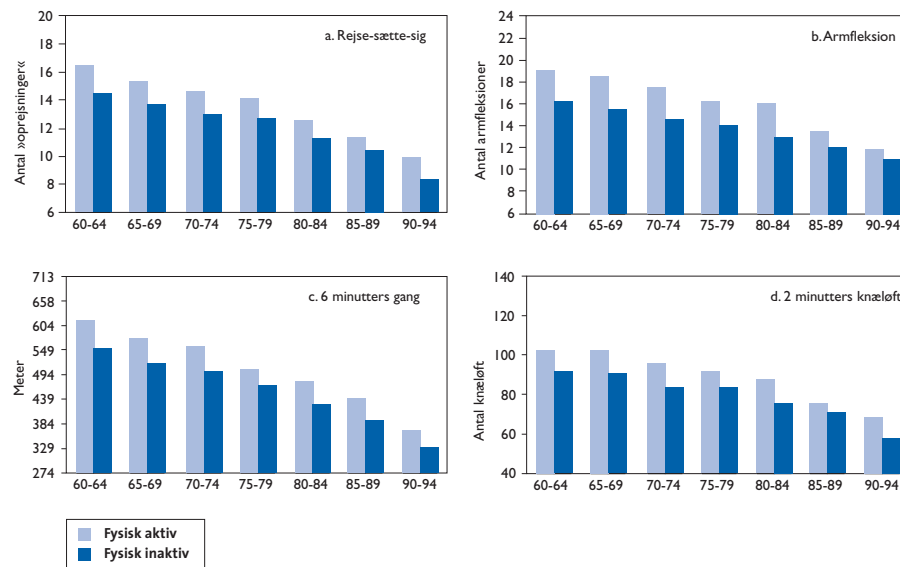 a. Rejse-sætte-sig
Antal »oprejsninger«
20
18
16
14
12
10
8
6
60-64 65-69 70-74 75-79 80-84 85-89 90-94
b. Armfleksion
Antal armfleksioner
24
22
20
18
16
14
12
10
8
6
60-64 65-69 70-74 75-79 80-84 85-89 90-94
c. 6 minutters gang
Meter
713
658
604
549
494
439
384
329
274
60-64 65-69 70-74 75-79 80-84 85-89 90-94
d. 2 minutters knæløft
Antal knæløft
140
120
100
80
60
40
60-64 65-69 70-74 75-79 80-84 85-89 90-94
Fysisk aktiv
Fysisk inaktiv